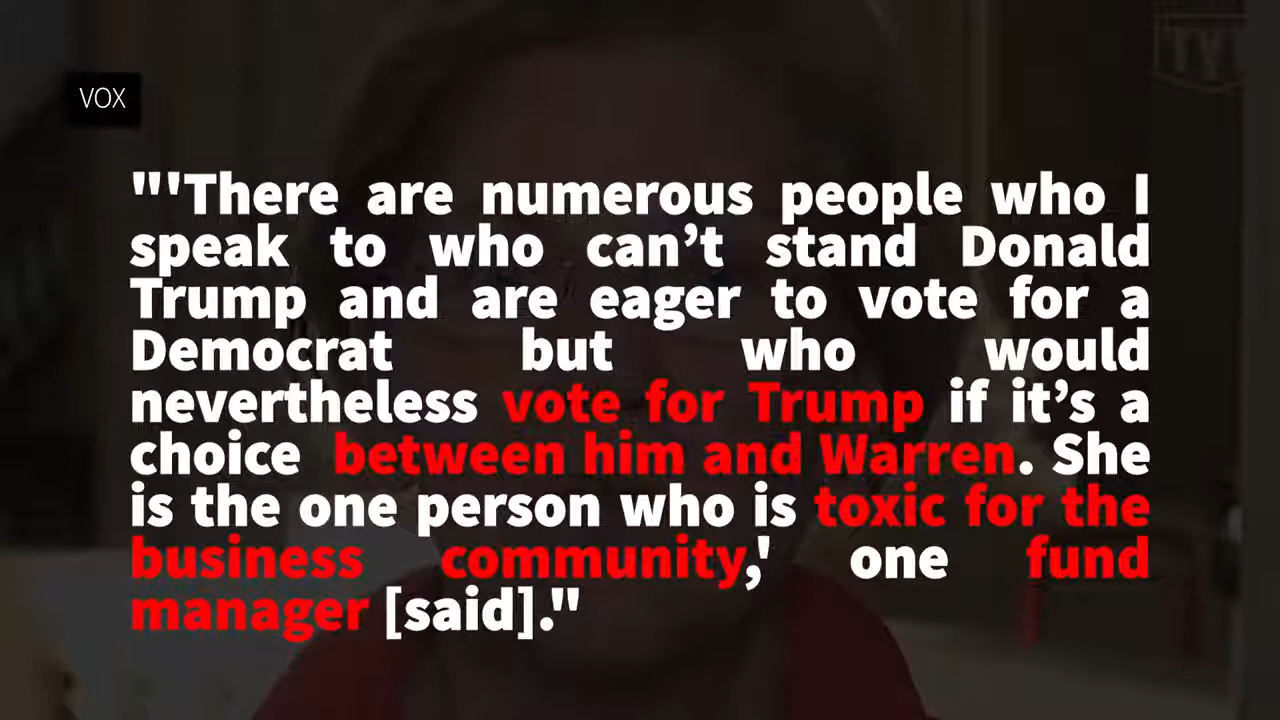 TYT
VOX
"'There are numerous people who I
speak to who can’t stand Donald
Trump and are eager to vote for a
Democrat but who would
nevertheless vote for Trump if it’s a
choice between him and Warren. She
is the one person who is toxic for the
business community,' one fund
manager [said]."